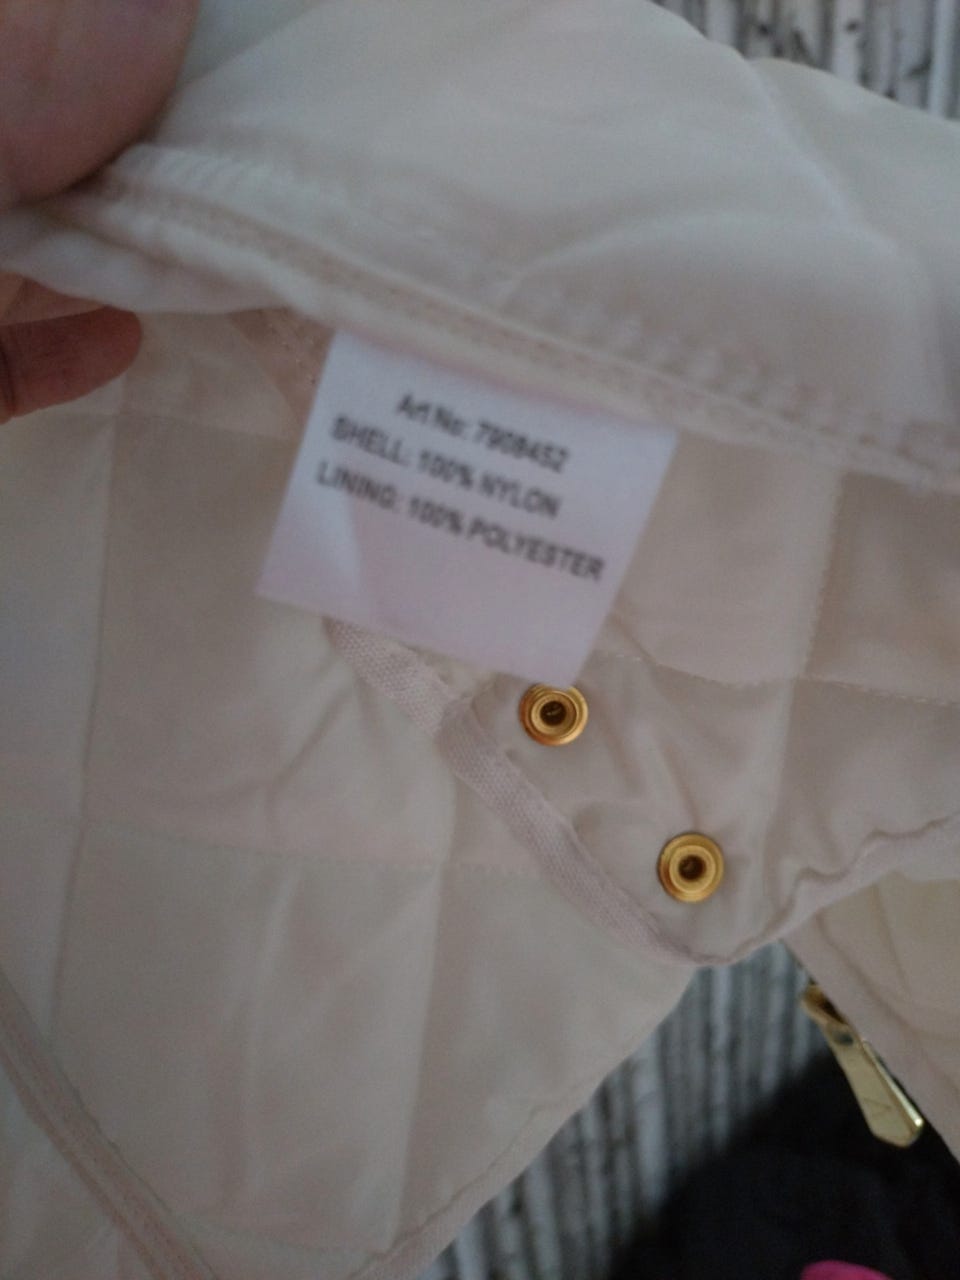 Art No: 7908452
SHELL: 100% NYLON
LINING: 100% POLYESTER